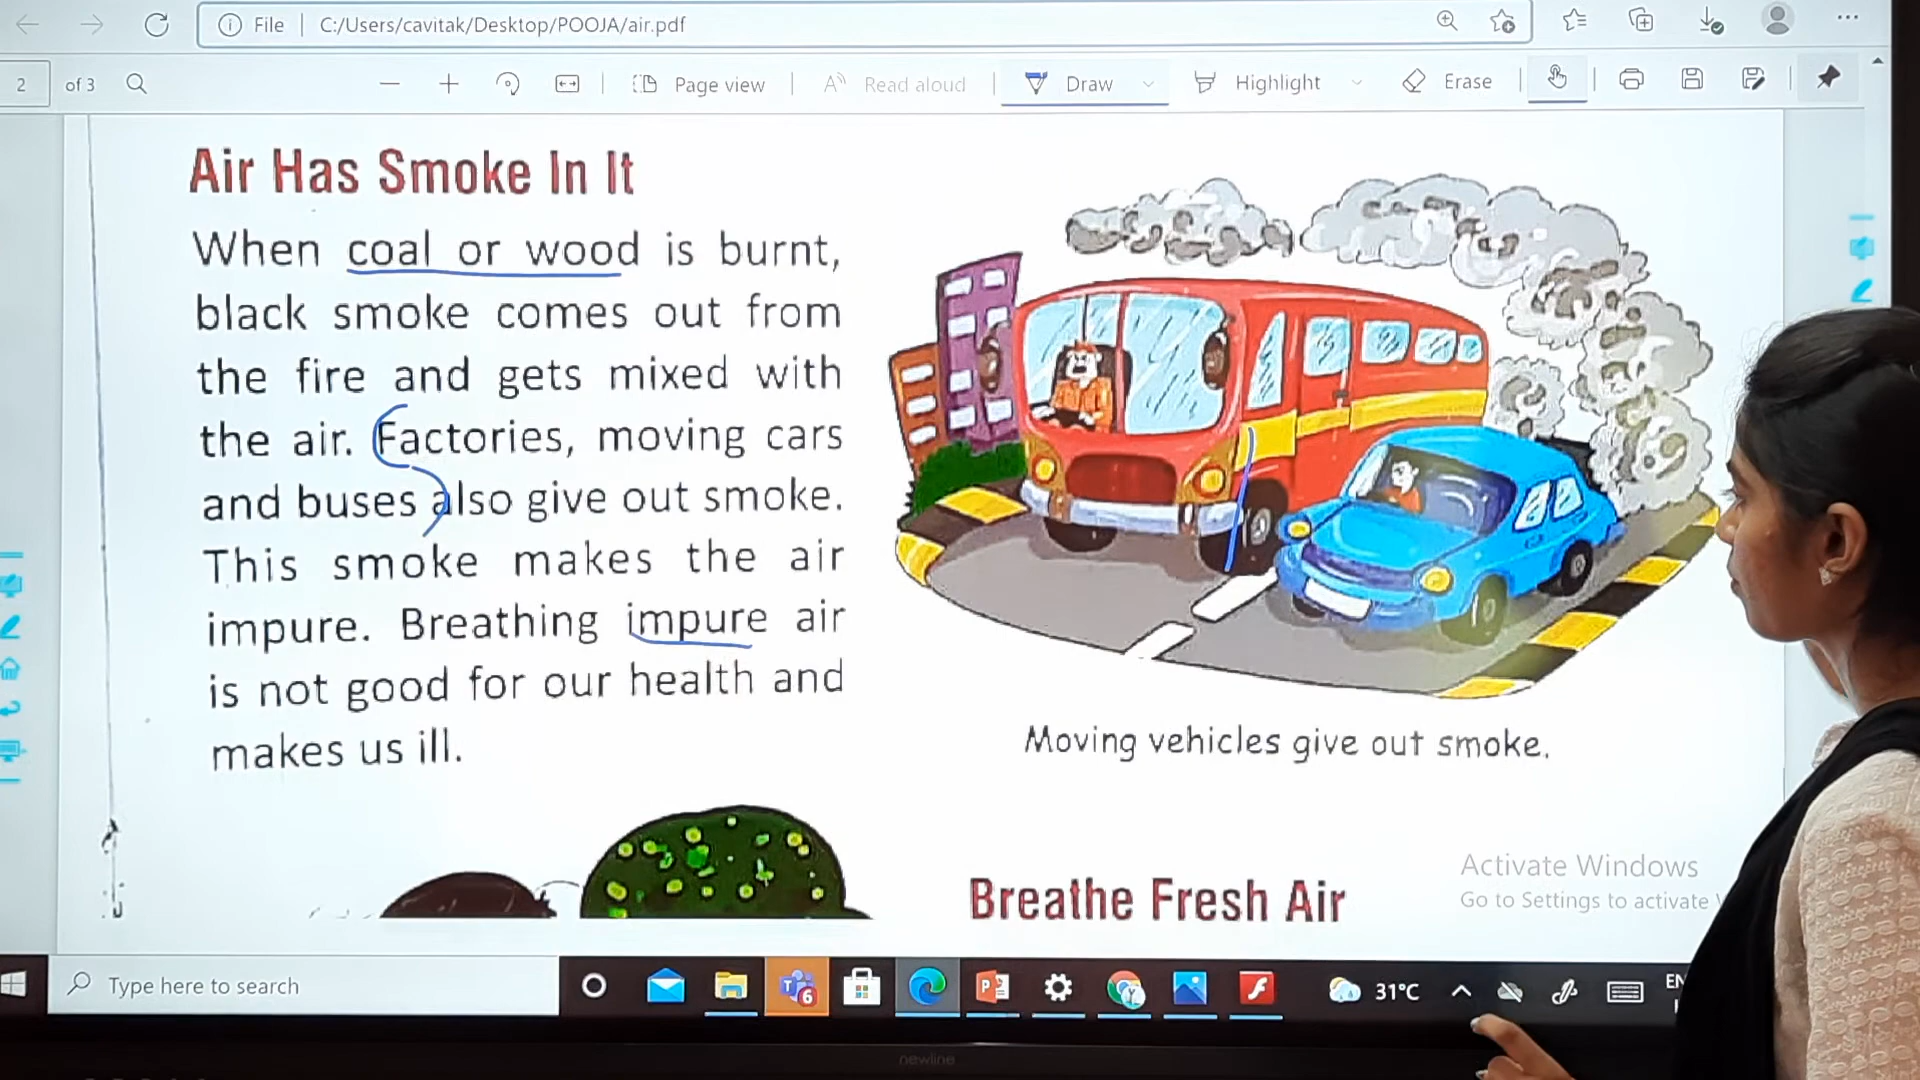 File
C:/Users/cavitak/Desktop/POOJA/air.pdf
2 of 3
Page view
Read aloud
Draw
Highlight
Erase
Air Has Smoke In It
When coal or wood is burnt,
black smoke comes out from
the fire and gets mixed with
the air. Factories, moving cars
and buses also give out smoke.
This smoke makes the air
impure. Breathing impure air
is not good for our health and
makes us ill.
Moving vehicles give out smoke.
Breathe Fresh Air
Activate Windows
Go to Settings to activate
Type here to search
6
31°C
newline